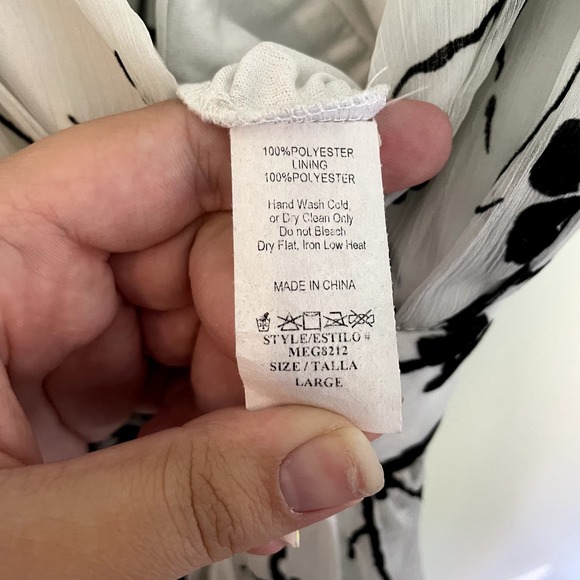 100%POLYESTER
LINING
100%POLYESTER
Hand Wash Cold,
or Dry Clean Only
Do not Bleach
Dry Flat, Iron Low Heat
MADE IN CHINA
STYLE/ESTILO #
MEG8212
SIZE / TALLA
LARGE